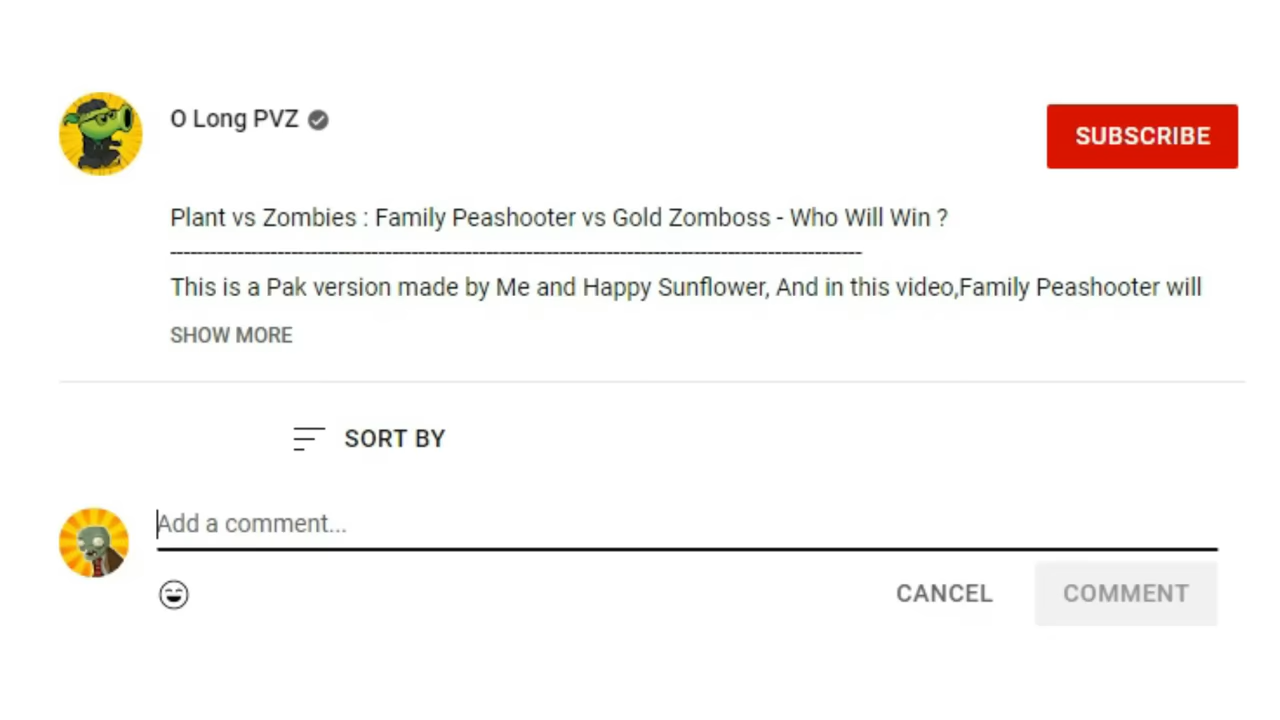 O Long PVZ
SUBSCRIBE
Plant vs Zombies : Family Peashooter vs Gold Zomboss - Who Will Win ?
----------------------------------------------------------------------------------------------------------------------------
This is a Pak version made by Me and Happy Sunflower, And in this video,Family Peashooter will
SHOW MORE
SORT BY
Add a comment...
CANCEL COMMENT